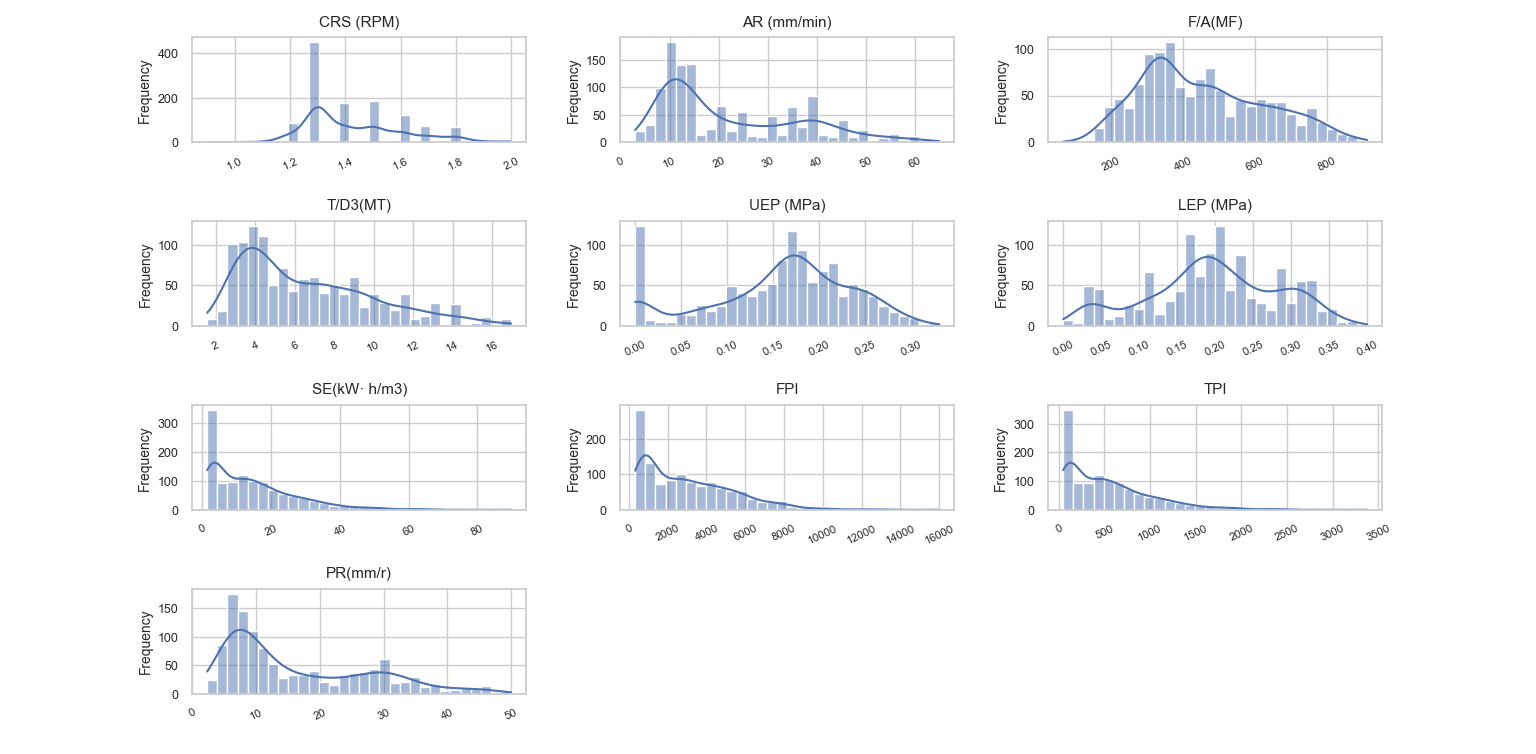 CRS (RPM)
AR (mm/min)
F/A(MF)
Frequency
400
200
0
1.0 1.2 1.4 1.6 1.8 2.0
Frequency
150
100
50
0
0 10 20 30 40 50 60
Frequency
100
50
0
200 400 600 800
T/D3(MT)
UEP (MPa)
LEP (MPa)
Frequency
100
50
0
2 4 6 8 10 12 14 16
Frequency
100
50
0
0.00 0.05 0.10 0.15 0.20 0.25 0.30
Frequency
100
50
0
0.00 0.05 0.10 0.15 0.20 0.25 0.30 0.35 0.40
SE(kW· h/m3)
FPI
TPI
Frequency
300
200
100
0
0 20 40 60 80
Frequency
200
100
0
0 2000 4000 6000 8000 10000 12000 14000 16000
Frequency
300
200
100
0
0 500 1000 1500 2000 2500 3000 3500
PR(mm/r)
Frequency
150
100
50
0
0 10 20 30 40 50